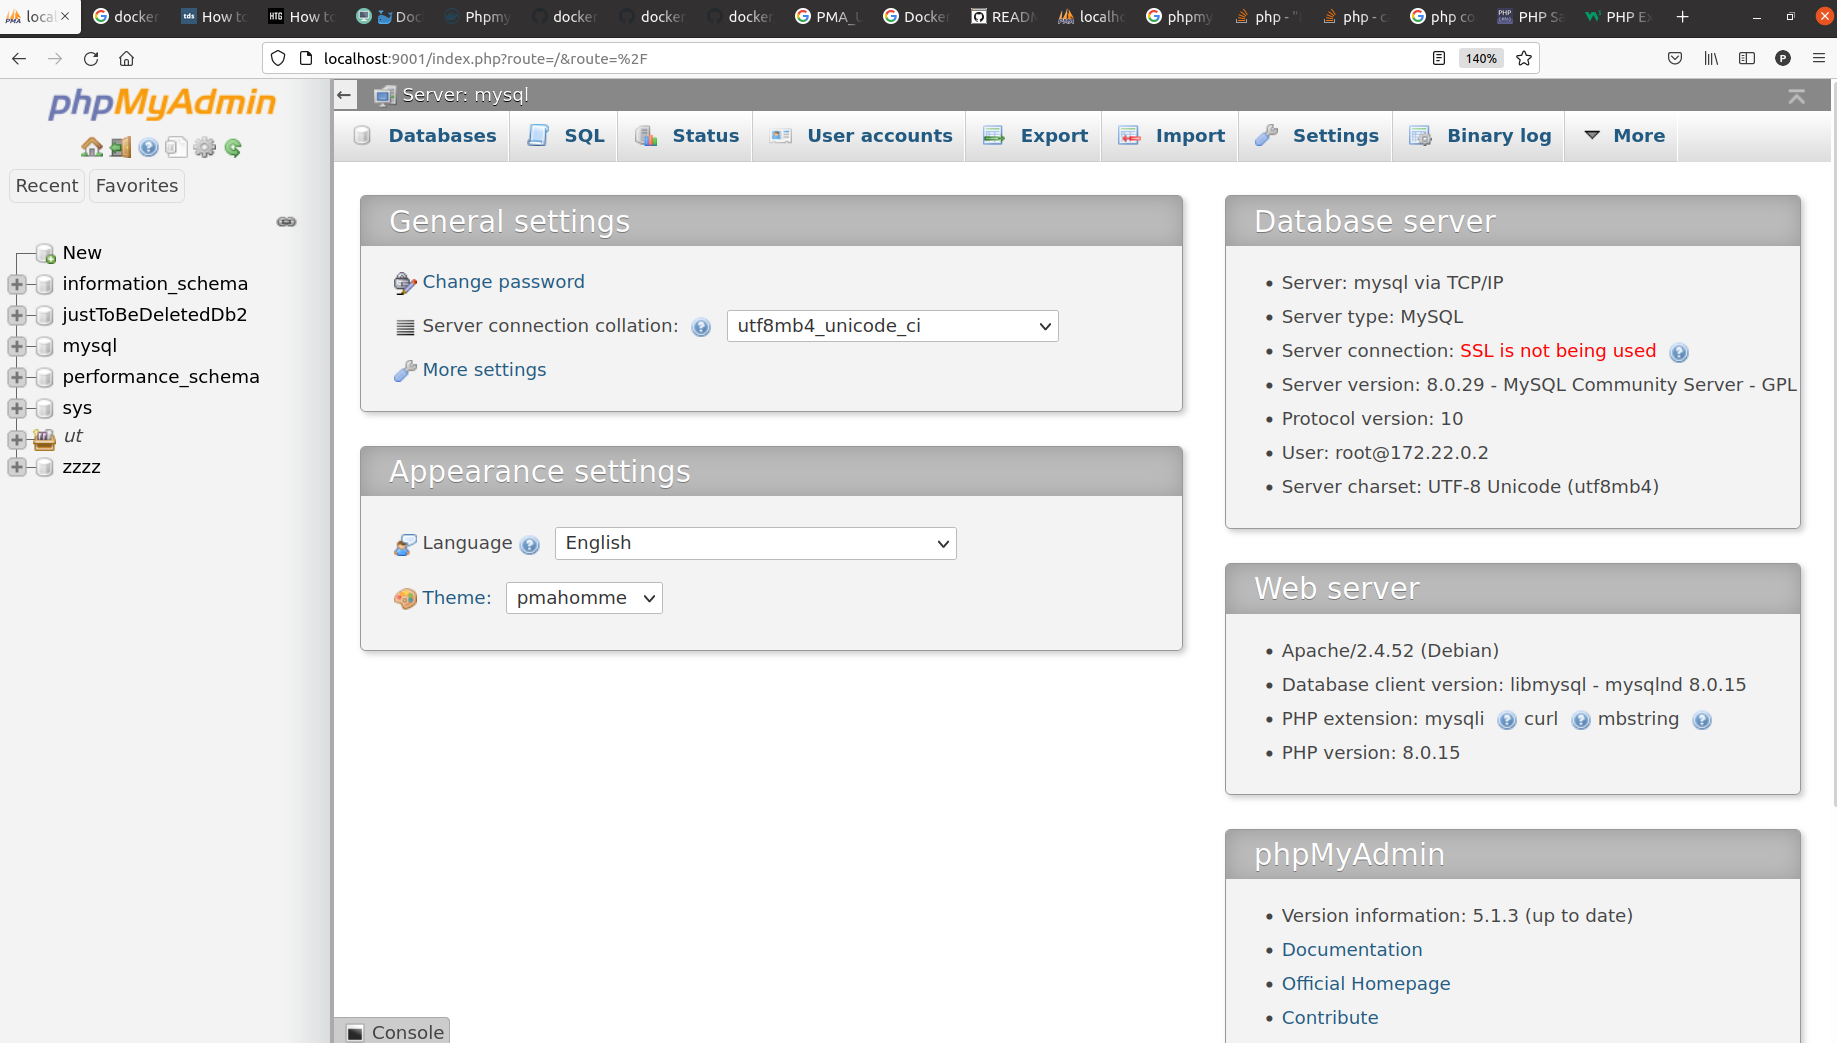 local
docker
How to
How to
Doc
Phpmy
docker
docker
docker
PMA_U
Docker
READM
localho
phpmy
php - "
php - c
php co
PHP Sa
PHP Ex
localhost:9001/index.php?route=/&route=%2F
140%
phpMyAdmin
Server: mysql
Databases
SQL
Status
User accounts
Export
Import
Settings
Binary log
More
Recent
Favorites
New
information_schema
justToBeDeletedDb2
mysql
performance_schema
sys
ut
zzzz
General settings
Change password
Server connection collation:
utf8mb4_unicode_ci
More settings
Appearance settings
Language
English
Theme:
pmahomme
Database server
Server: mysql via TCP/IP
Server type: MySQL
Server connection: SSL is not being used
Server version: 8.0.29 - MySQL Community Server - GPL
Protocol version: 10
User: root@172.22.0.2
Server charset: UTF-8 Unicode (utf8mb4)
Web server
Apache/2.4.52 (Debian)
Database client version: libmysql - mysqlnd 8.0.15
PHP extension: mysqli curl mbstring
PHP version: 8.0.15
phpMyAdmin
Version information: 5.1.3 (up to date)
Documentation
Official Homepage
Contribute
Console